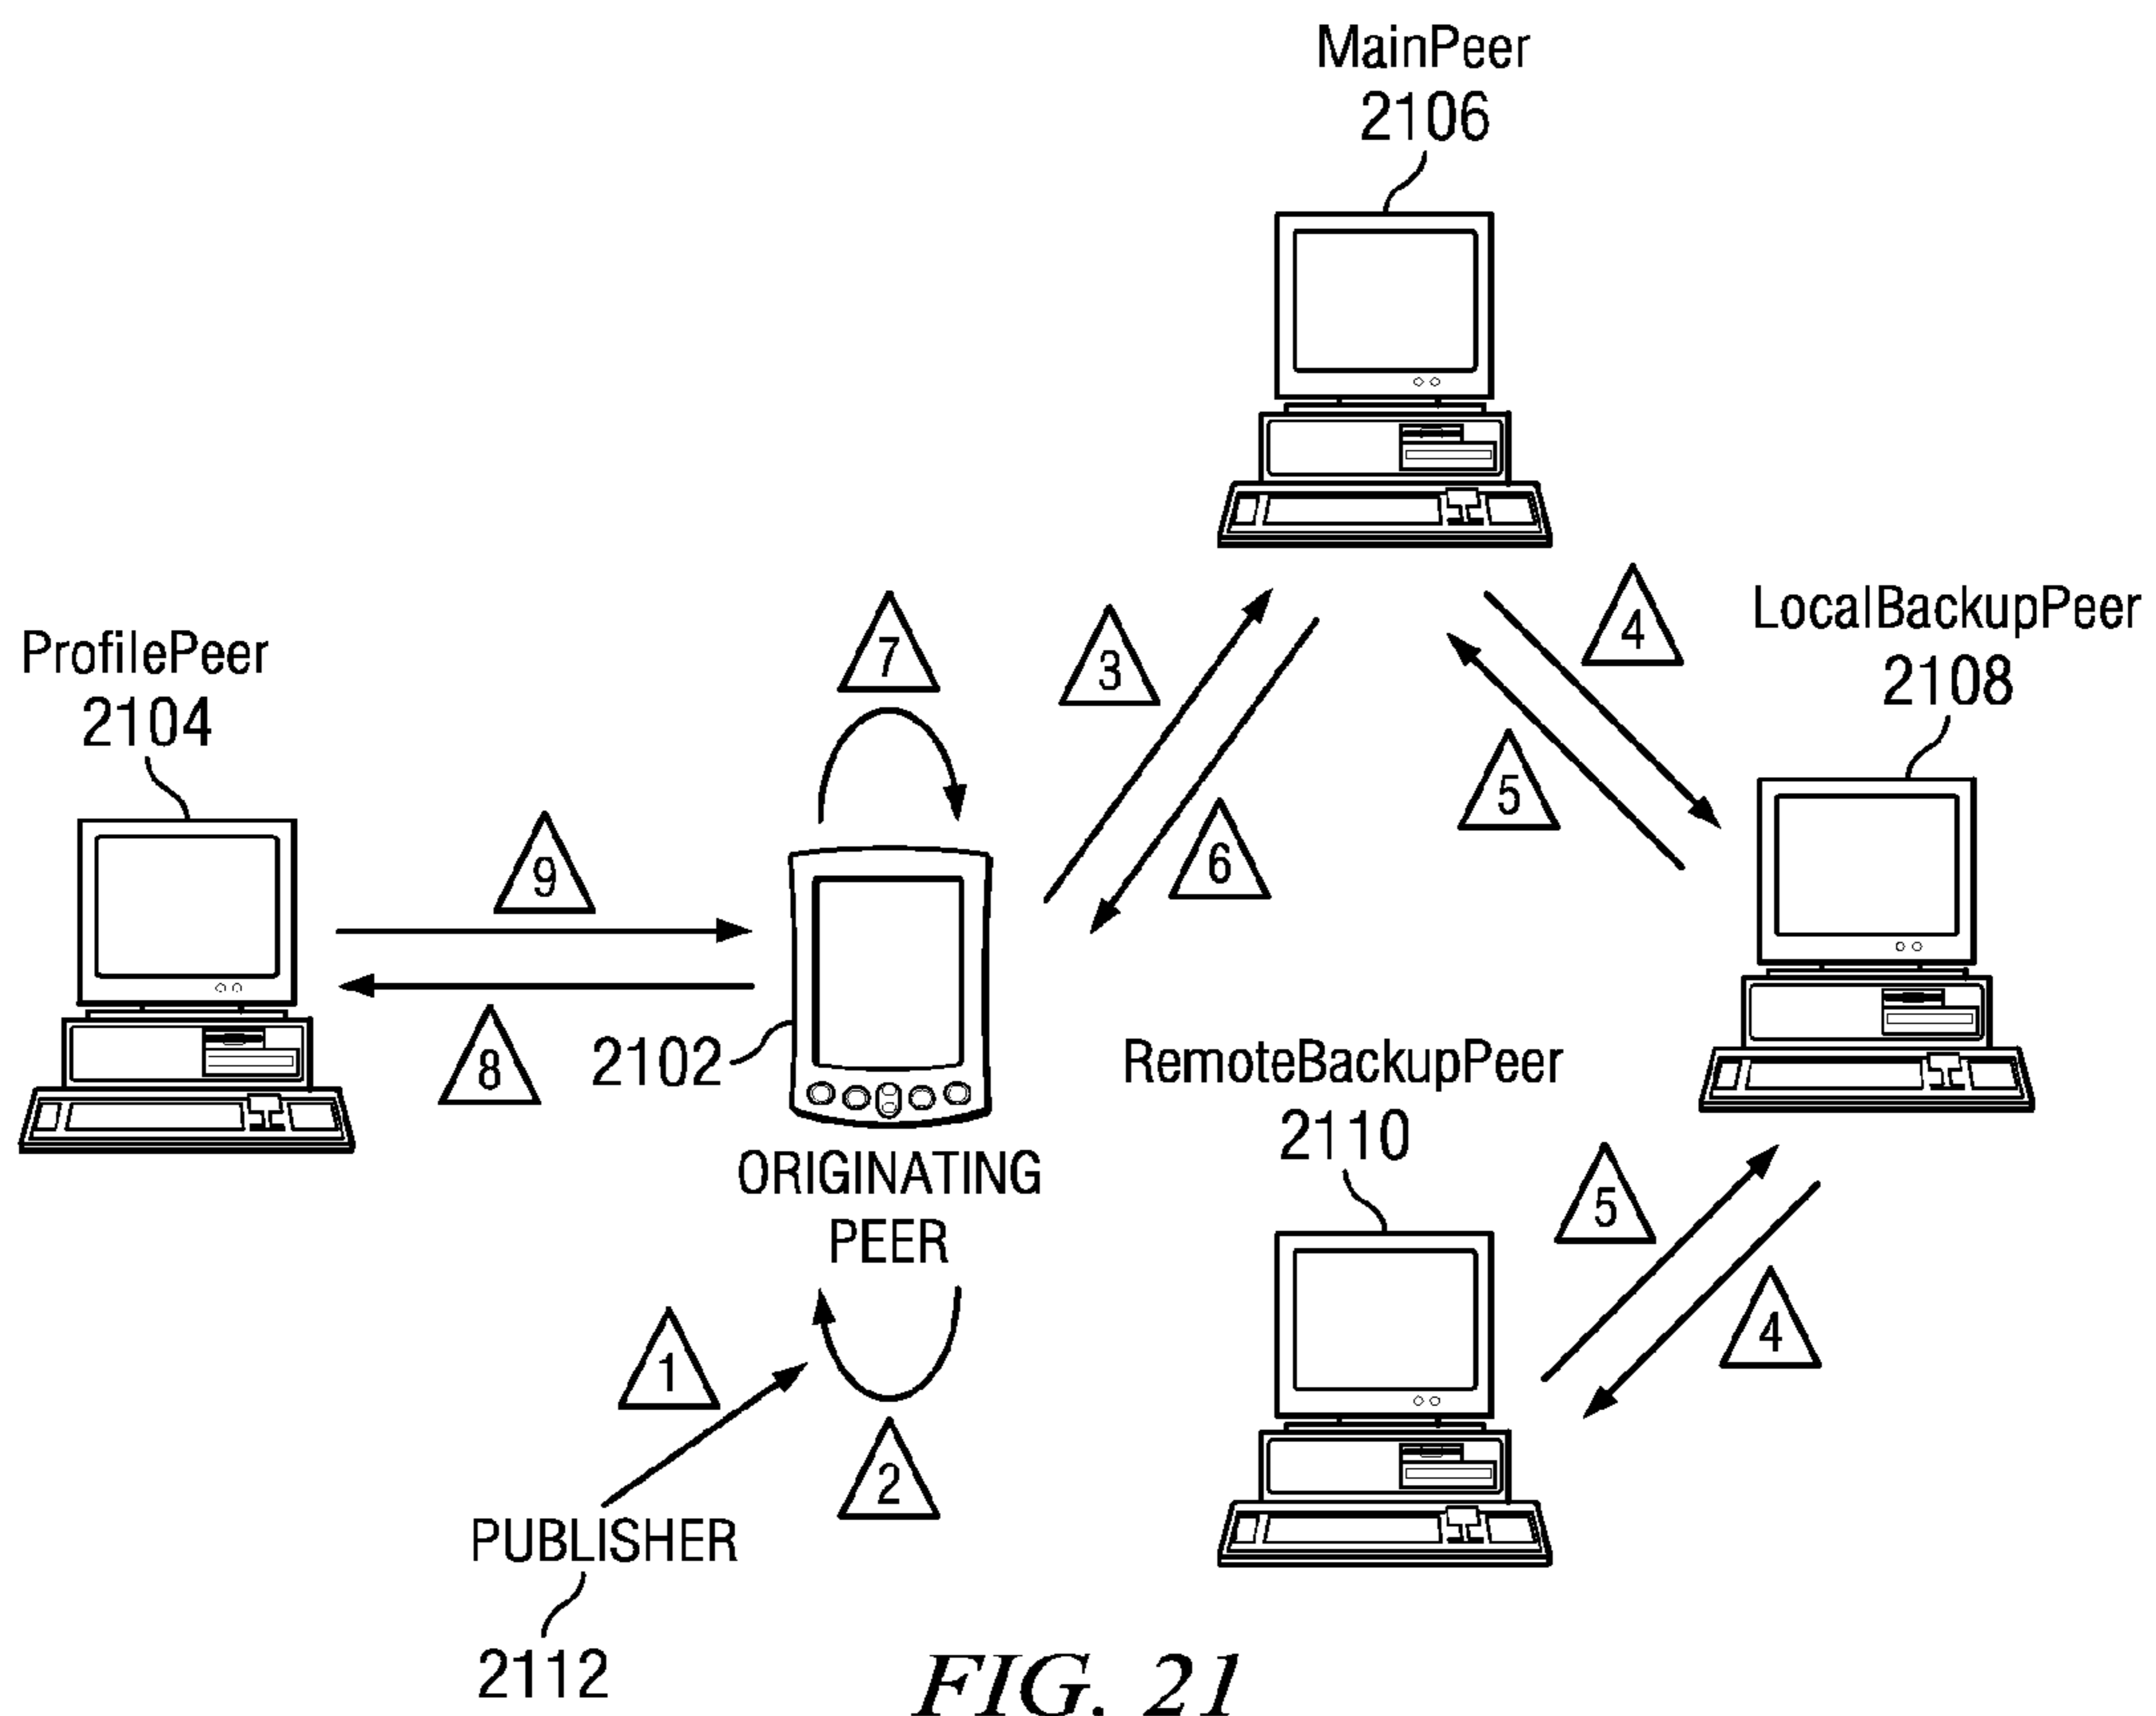 MainPeer
2106
LocalBackupPeer
2108
ProfilePeer
2104
7
3
4
5
6
9
8
2102
ORIGINATING
PEER
RemoteBackupPeer
2110
5
4
1
2
PUBLISHER
2112
FIG. 21